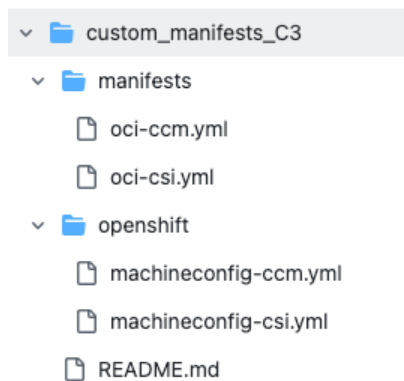 custom_manifests_C3
manifests
oci-ccm.yml
oci-csi.yml
openshift
machineconfig-ccm.yml
machineconfig-csi.yml
README.md